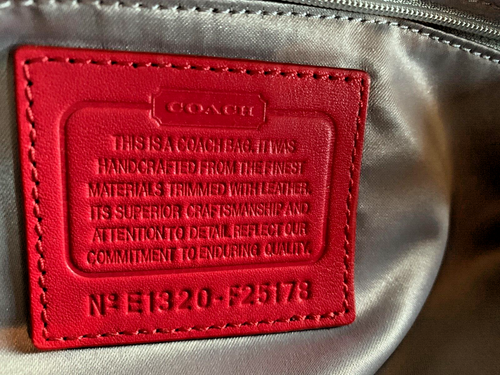 COACH
THIS IS A COACH BAG. IT WAS
HANDCRAFTED FROM THE FINEST
MATERIALS TRIMMED WITH LEATHER.
ITS SUPERIOR CRAFTSMANSHIP AND
ATTENTION TO DETAIL REFLECT OUR
COMMITMENT TO ENDURING QUALITY.
Nº E1320-F25178